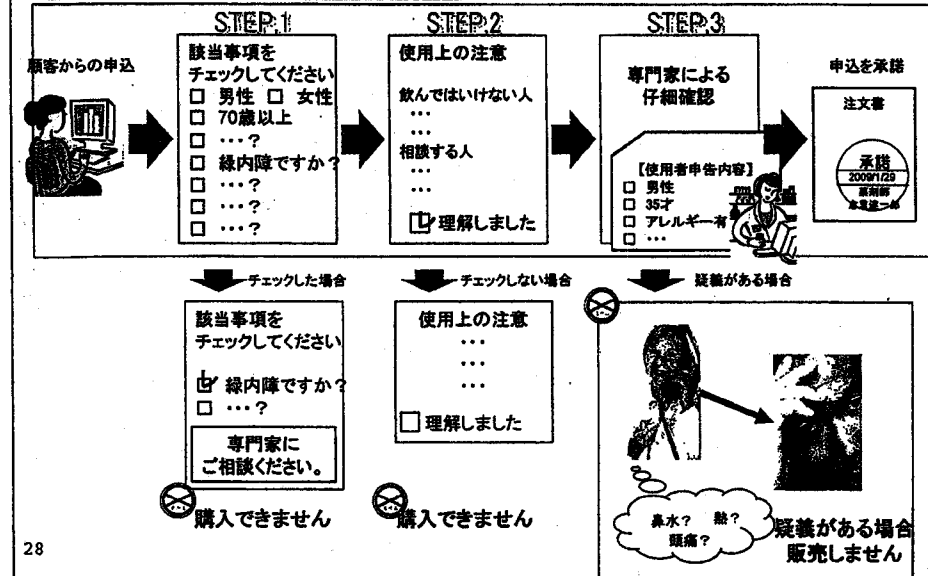 STEP.1
STEP.2
STEP.3
顧客からの申込
該当事項を
チェックしてください
□ 男性 □ 女性
□ 70歳以上
□ …?
□ 緑内障ですか?
□ …?
□ …?
□ …?
使用上の注意
飲んではいけない人
…
…
相談する人
…
…
☑ 理解しました
専門家による
仔細確認
【使用者申告内容】
□ 男性
□ 35才
□ アレルギー有
□ …
申込を承諾
注文書
承諾
2009/1/29
薬剤師
チェックした場合
チェックしない場合
疑義がある場合
該当事項を
チェックしてください
☑ 緑内障ですか?
□ …?
専門家に
ご相談ください。
購入できません
使用上の注意
…
…
…
□ 理解しました
購入できません
鼻水? 熱?
頭痛?
疑義がある場合
販売しません
28